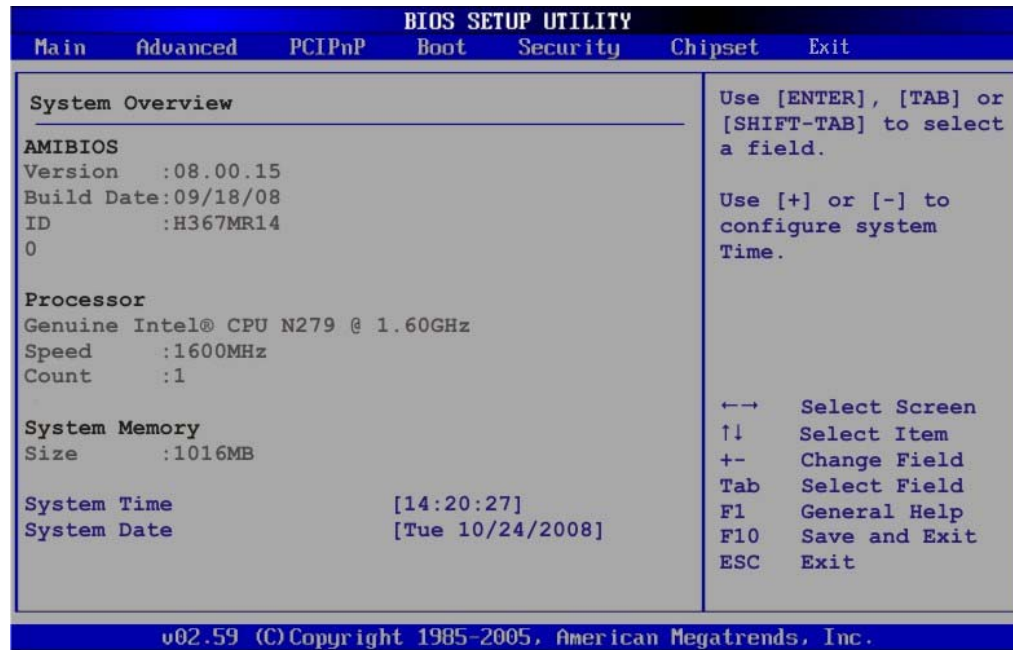 BIOS SETUP UTILITY
Main Advanced PCIPnP Boot Security Chipset Exit
System Overview
AMIBIOS
Version :08.00.15
Build Date:09/18/08
ID :H367MR14
0
Processor
Genuine Intel® CPU N279 @ 1.60GHz
Speed :1600MHz
Count :1
System Memory
Size :1016MB
System Time [14:20:27]
System Date [Tue 10/24/2008]
Use [ENTER], [TAB] or
[SHIFT-TAB] to select
a field.
Use [+] or [-] to
configure system
Time.
←→ Select Screen
↑↓ Select Item
+- Change Field
Tab Select Field
F1 General Help
F10 Save and Exit
ESC Exit
v02.59 (C)Copyright 1985-2005, American Megatrends, Inc.